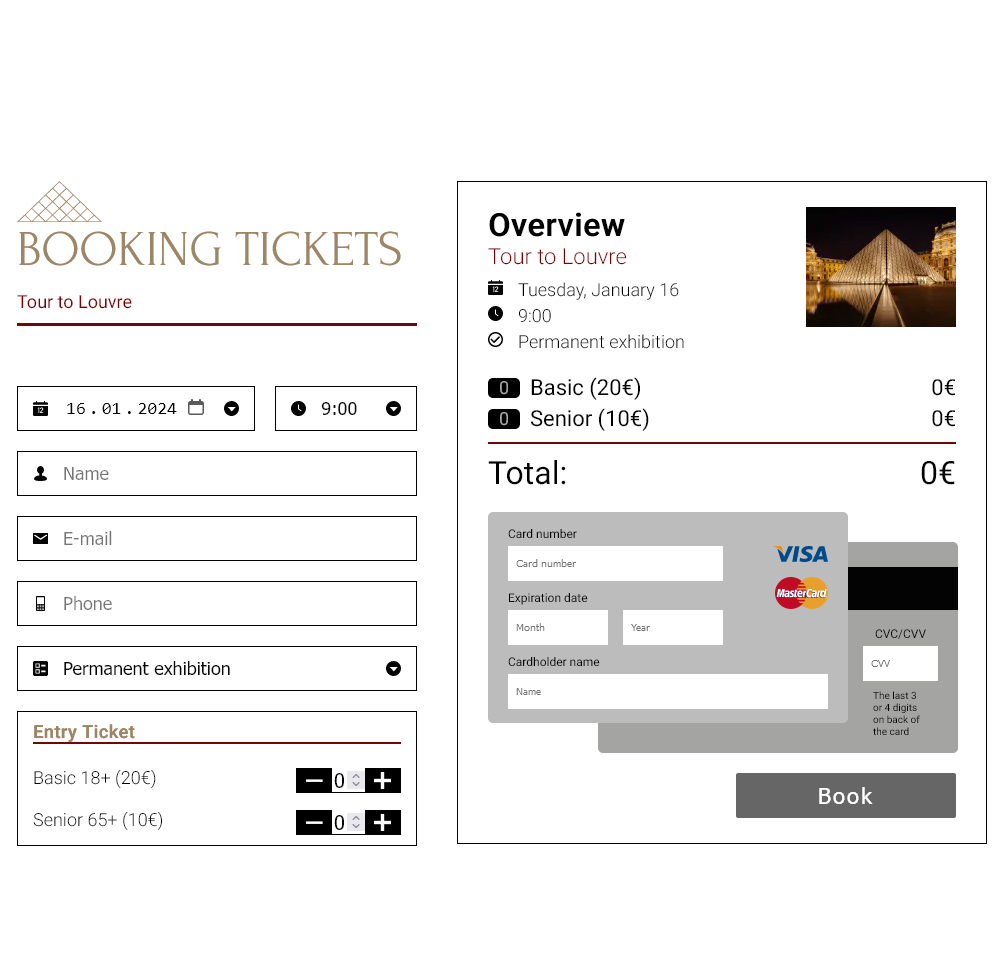 BOOKING TICKETS
Tour to Louvre
12 16.01.2024
9:00
Name
E-mail
Phone
Permanent exhibition
Entry Ticket
Basic 18+ (20€) 0
Senior 65+ (10€) 0
Overview
Tour to Louvre
12 Tuesday, January 16
9:00
Permanent exhibition
0 Basic (20€) 0€
0 Senior (10€) 0€
Total: 0€
Card number
Card number
VISA
MasterCard
Expiration date
Month Year
Cardholder name
Name
CVC/CVV
CVV
The last 3
or 4 digits
on back of
the card
Book